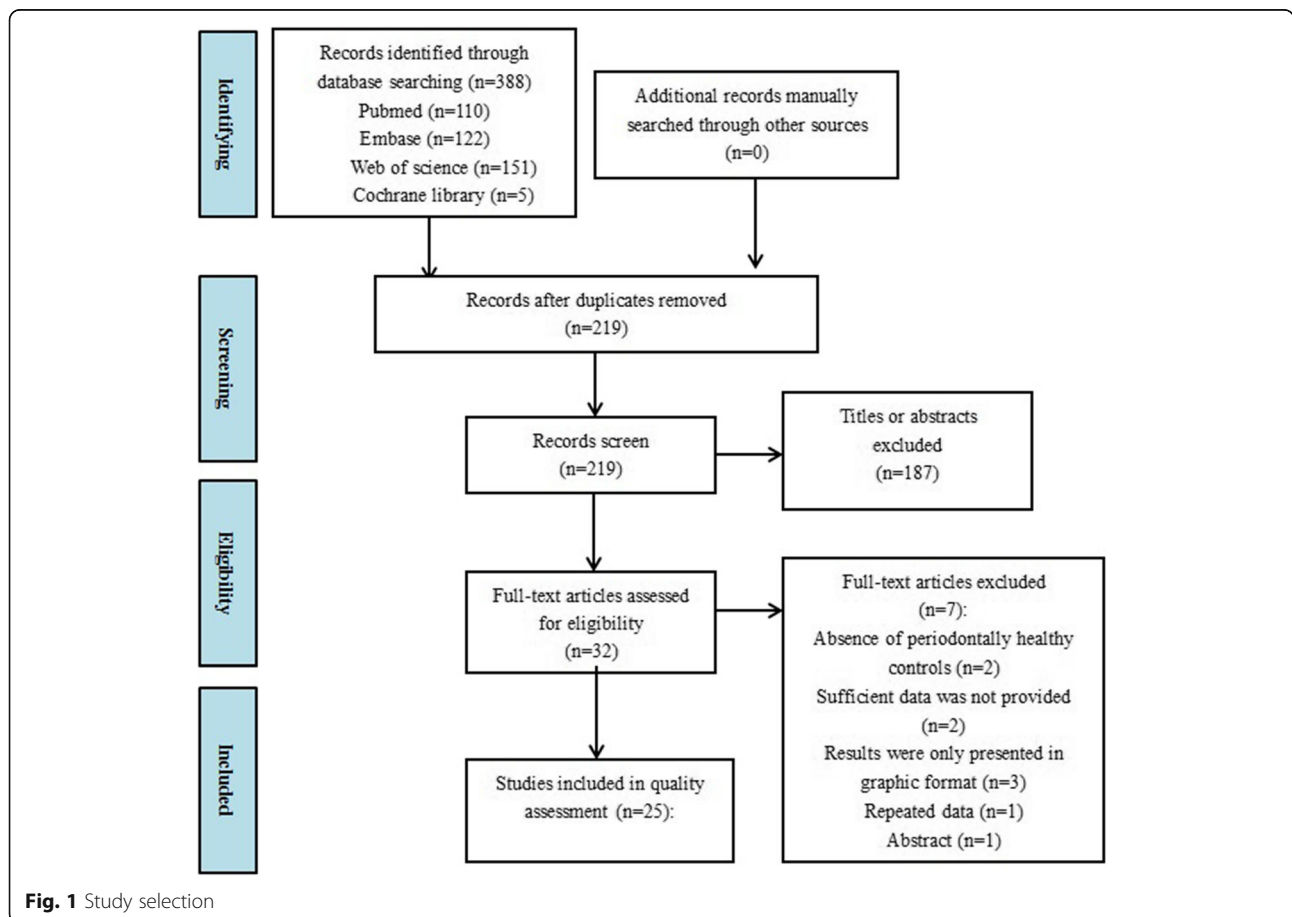 Identifying
Records identified through
database searching (n=388)
Pubmed (n=110)
Embase (n=122)
Web of science (n=151)
Cochrane library (n=5)
Additional records manually
searched through other sources
(n=0)
Screening
Records after duplicates removed
(n=219)
Records screen
(n=219)
Titles or abstracts
excluded
(n=187)
Eligibility
Full-text articles assessed
for eligibility
(n=32)
Full-text articles excluded
(n=7):
Absence of periodontally healthy
controls (n=2)
Sufficient data was not provided
(n=2)
Results were only presented in
graphic format (n=3)
Repeated data (n=1)
Abstract (n=1)
Included
Studies included in quality
assessment (n=25):
Fig. 1 Study selection